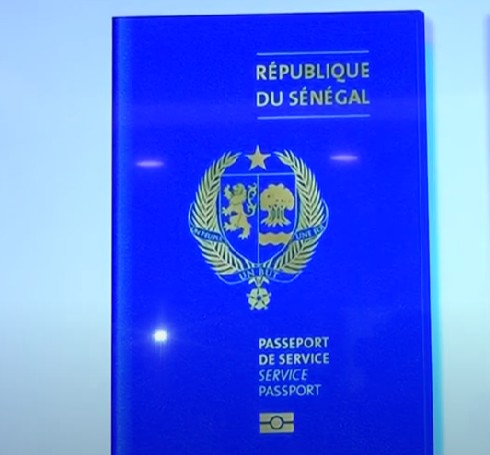 RÉPUBLIQUE
DU SÉNÉGAL
UN BUT
PASSEPORT
DE SERVICE
SERVICE
PASSPORT